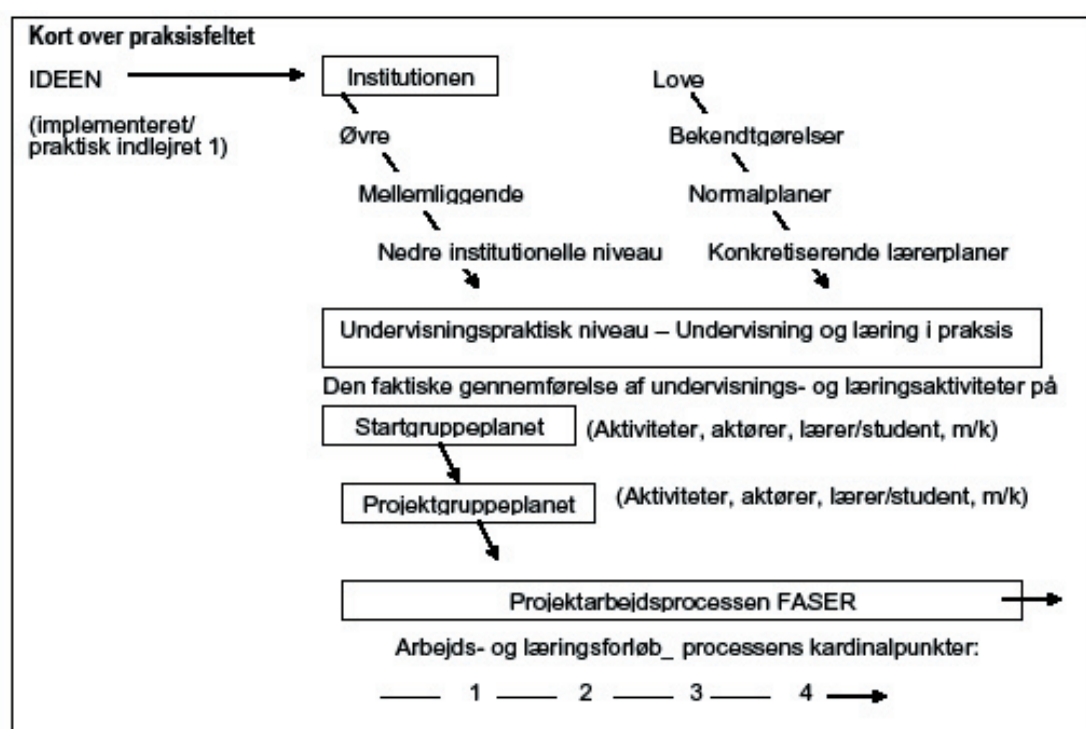 Kort over praksisfeltet
IDEEN
Institutionen
Love
(implementeret/
praktisk indlejret 1)
Øvre
Bekendtgørelser
Mellemliggende
Normalplaner
Nedre institutionelle niveau
Konkretiserende lærerplaner
Undervisningspraktisk niveau – Undervisning og læring i praksis
Den faktiske gennemførelse af undervisnings- og læringsaktiviteter på
Startgruppeplanet
(Aktiviteter, aktører, lærer/student, m/k)
Projektgruppeplanet
(Aktiviteter, aktører, lærer/student, m/k)
Projektarbejdsprocessen FASER
Arbejds- og læringsforløb_ processens kardinalpunkter:
1 2 3 4